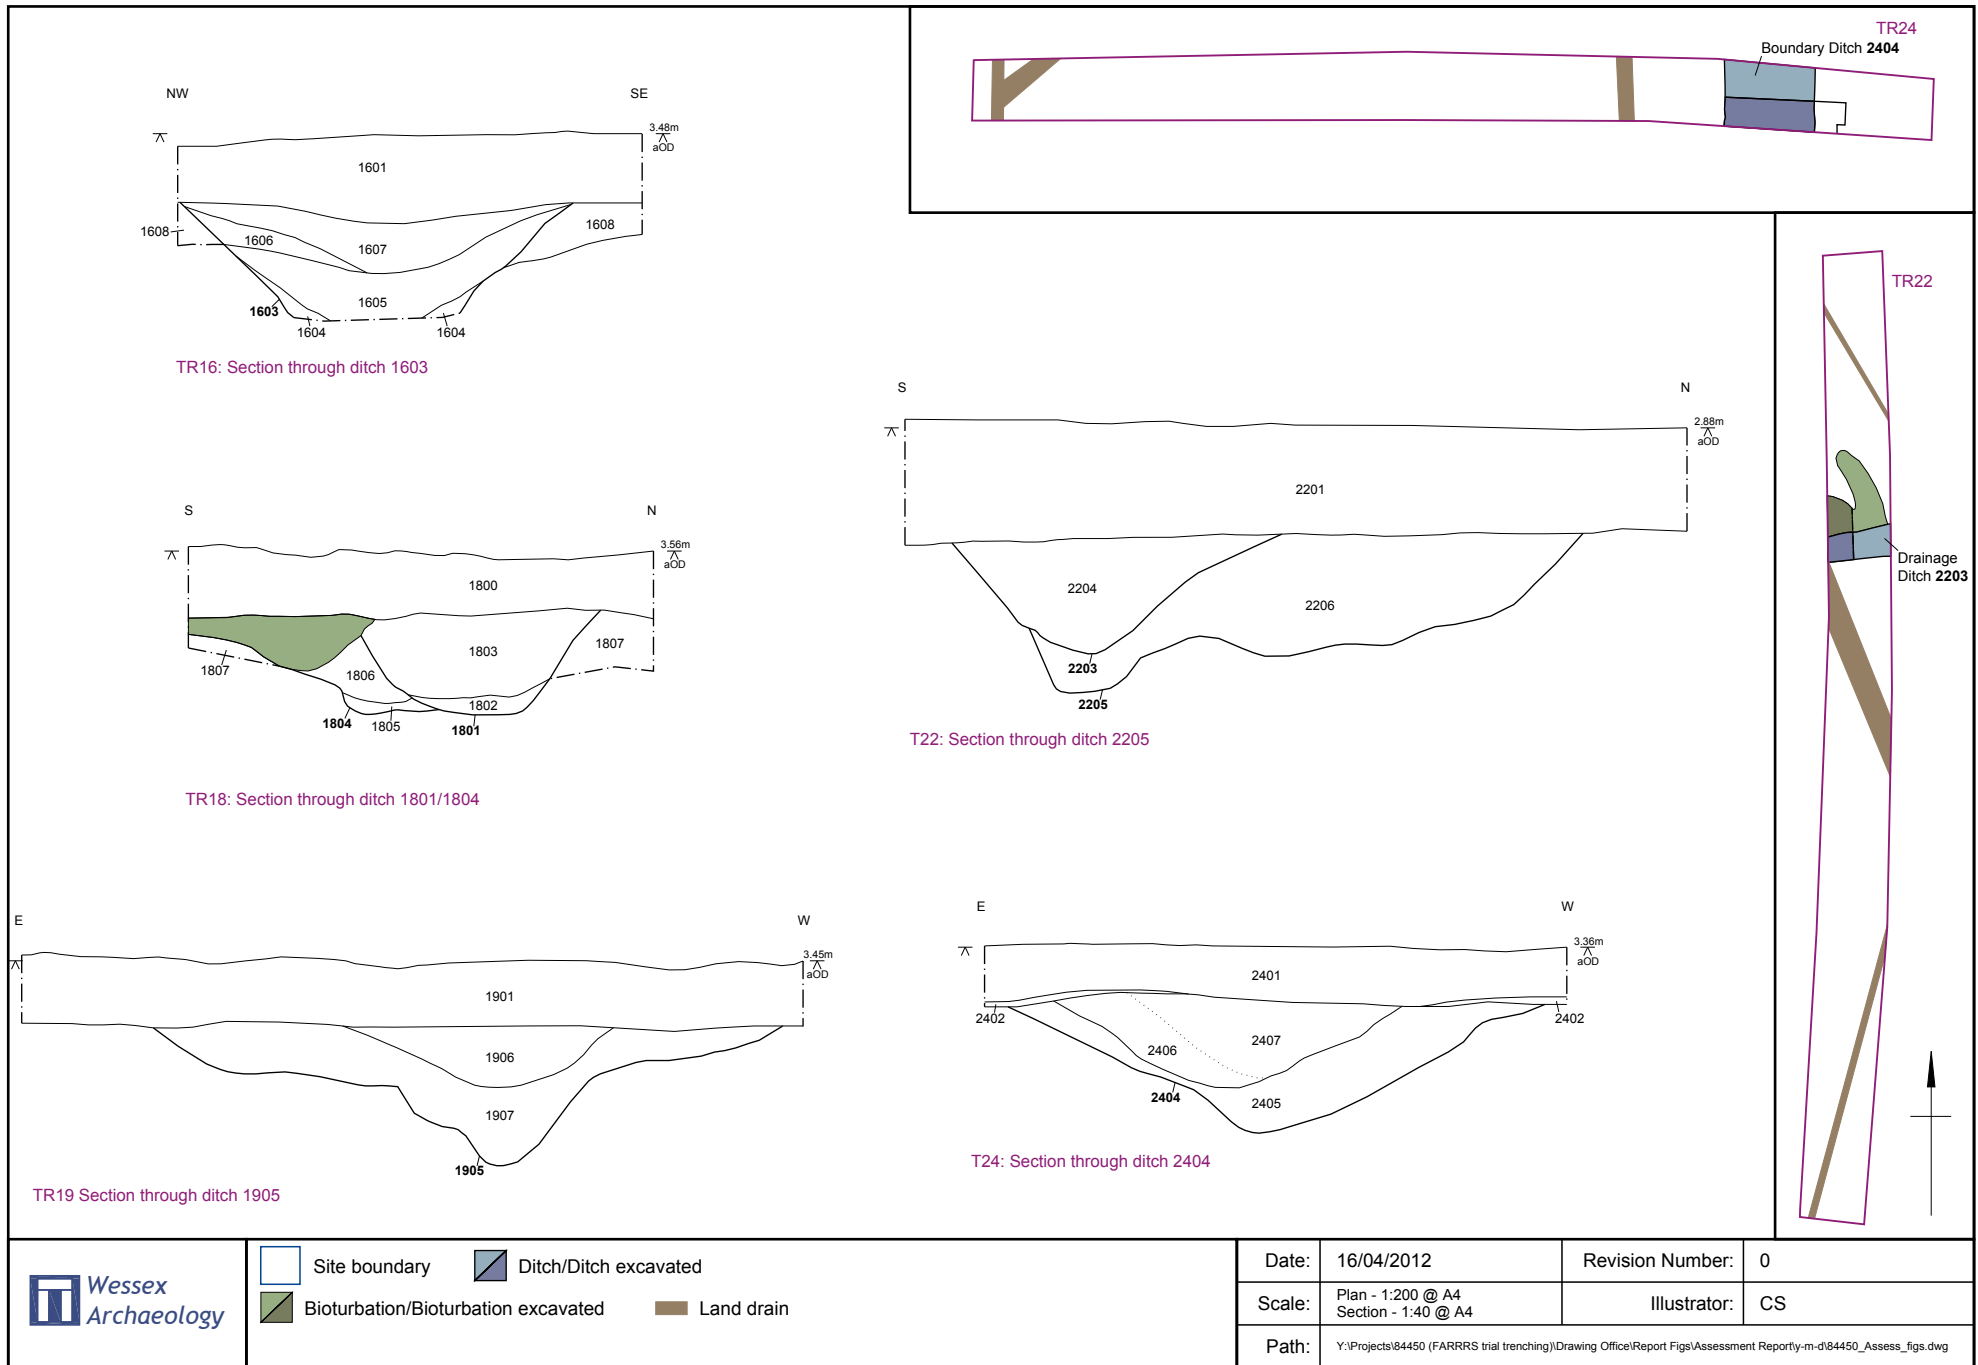 TR24
Boundary Ditch 2404
NW
SE
3.48m
aOD
1601
1608
1606
1607
1608
1605
1603
1604
1604
TR16: Section through ditch 1603
TR22
Drainage
Ditch 2203
S
N
2.88m
aOD
2201
2204
2206
2203
2205
T22: Section through ditch 2205
S
N
3.56m
aOD
1800
1803
1807
1807
1806
1802
1804
1805
1801
TR18: Section through ditch 1801/1804
E
W
3.45m
aOD
1901
1906
1907
1905
TR19 Section through ditch 1905
E
W
3.36m
aOD
2401
2402
2402
2406
2407
2404
2405
T24: Section through ditch 2404
Wessex
Archaeology
Site boundary
Ditch/Ditch excavated
Bioturbation/Bioturbation excavated
Land drain
Date:
16/04/2012
Revision Number:
0
Scale:
Plan - 1:200 @ A4
Section - 1:40 @ A4
Illustrator:
CS
Path:
Y:\Projects\84450 (FARRRS trial trenching)\Drawing Office\Report Figs\Assessment Report\y-m-d\84450_Assess_figs.dwg